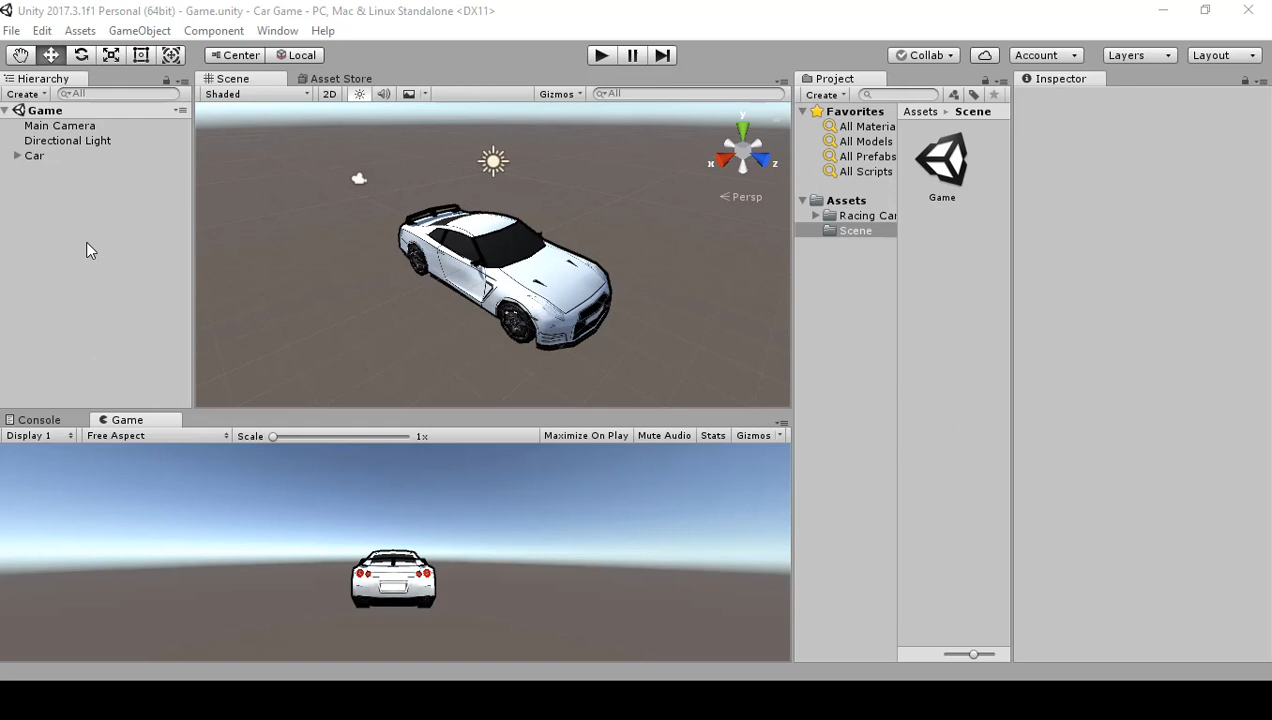 Unity 2017.3.1f1 Personal (64bit) - Game.unity - Car Game - PC, Mac & Linux Standalone <DX11>
File Edit Assets GameObject Component Window Help
Center Local Collab Account Layers Layout
Hierarchy Scene Asset Store Project Inspector
Create All Shaded 2D Gizmos All Create
Game
Main Camera
Directional Light
Car
y
x z
Persp
Favorites
All Materia
All Models
All Prefabs
All Scripts
Assets
Racing Car
Scene
Assets Scene
Game
Console Game
Display 1 Free Aspect Scale 1x Maximize On Play Mute Audio Stats Gizmos